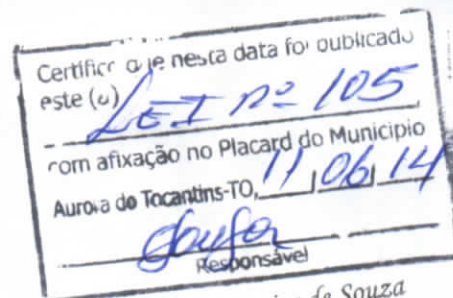 Certifico que nesta data foi publicado
este (a)
LEI nº 105
com afixação no Placard do Município
Aurora do Tocantins-TO, 11/06/14
Responsável
de Souza